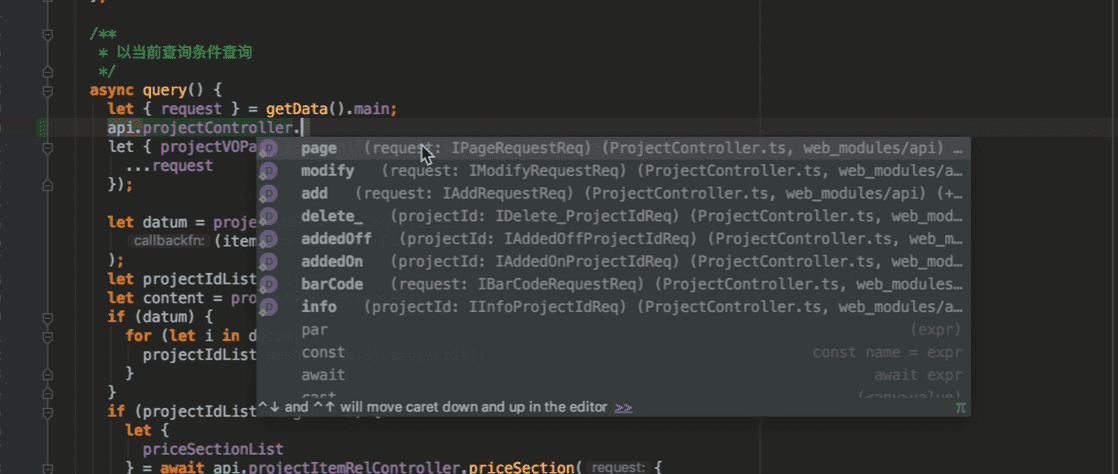 };
/**
* 以当前查询条件查询
*/
async query() {
let { request } = getData().main;
api.projectController.
let { projectVOPa
...request
});
let datum = proje
callbackfn: (item
);
let projectIdList
let content = pro
if (datum) {
for (let i in d
projectIdList
}
}
if (projectIdList
let {
priceSectionList
} = await api.projectItemRelController.priceSection( request: {
page (request: IPageRequestReq) (ProjectController.ts, web_modules/api) …
modify (request: IModifyRequestReq) (ProjectController.ts, web_modules/a…
add (request: IAddRequestReq) (ProjectController.ts, web_modules/api) (+…
delete_ (projectId: IDelete_ProjectIdReq) (ProjectController.ts, web_mod…
addedOff (projectId: IAddedOffProjectIdReq) (ProjectController.ts, web_m…
addedOn (projectId: IAddedOnProjectIdReq) (ProjectController.ts, web_mod…
barCode (request: IBarCodeRequestReq) (ProjectController.ts, web_modules…
info (projectId: IInfoProjectIdReq) (ProjectController.ts, web_modules/a…
par (expr)
const const name = expr
await await expr
cast (<any>value)
^↓ and ^↑ will move caret down and up in the editor >> π